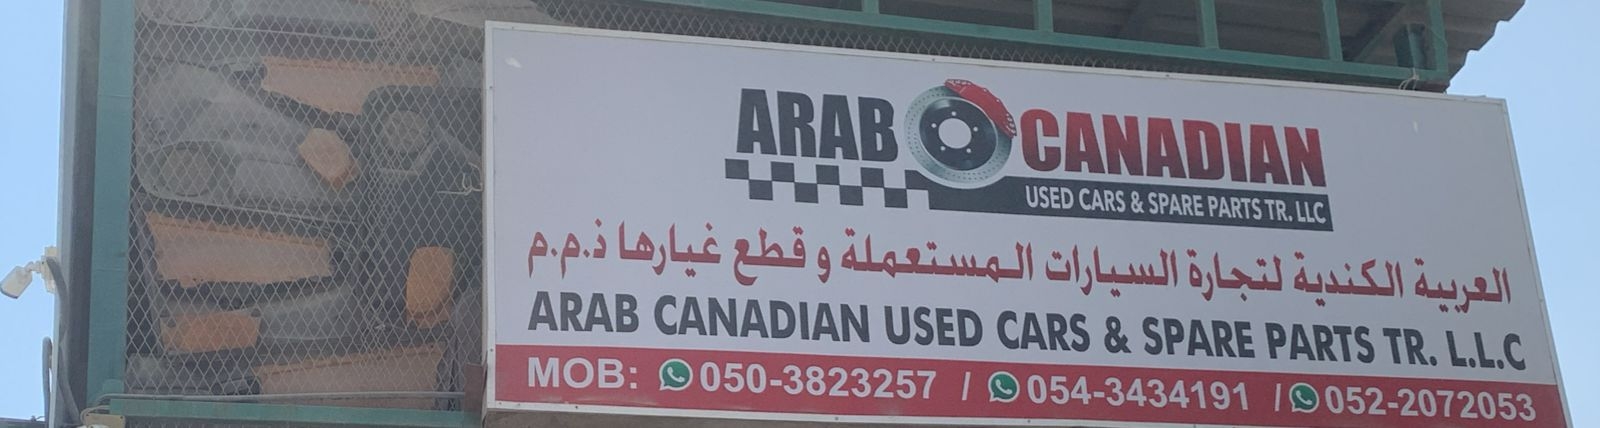 ARAB CANADIAN
USED CARS & SPARE PARTS TR. LLC
العربية الكندية لتجارة السيارات المستعملة و قطع غيارها ذ.م.م
ARAB CANADIAN USED CARS & SPARE PARTS TR. L.L.C
MOB: 050-3823257 / 054-3434191 / 052-2072053